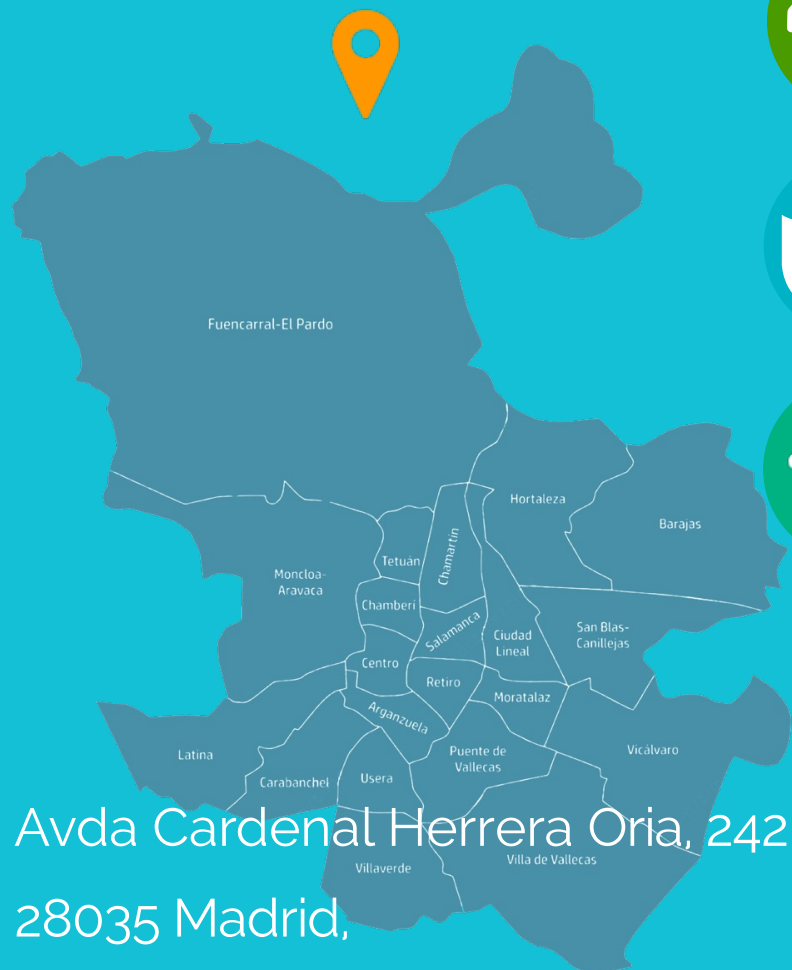 Fuencarral-El Pardo
Hortaleza
Barajas
Tetuán
Chamartín
Moncloa-
Aravaca
Chamberí
Salamanca
Ciudad
Lineal
San Blas-
Canillejas
Centro
Retiro
Moratalaz
Arganzuela
Latina
Carabanchel
Usera
Puente de
Vallecas
Vicálvaro
Avda Cardenal Herrera Oria, 242
Villaverde
Villa de Vallecas
28035 Madrid,